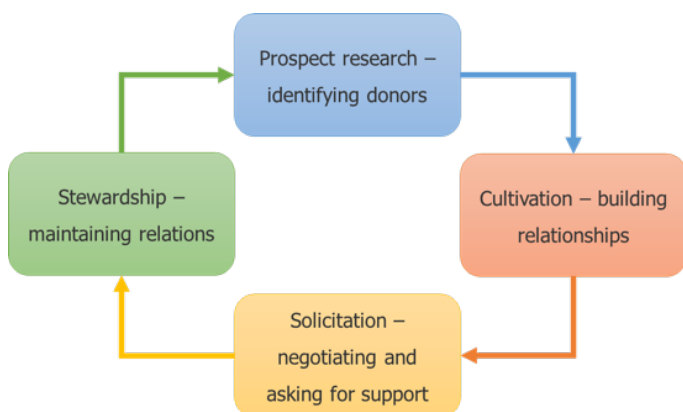 Prospect research –
identifying donors
Cultivation – building
relationships
Solicitation –
negotiating and
asking for support
Stewardship –
maintaining relations